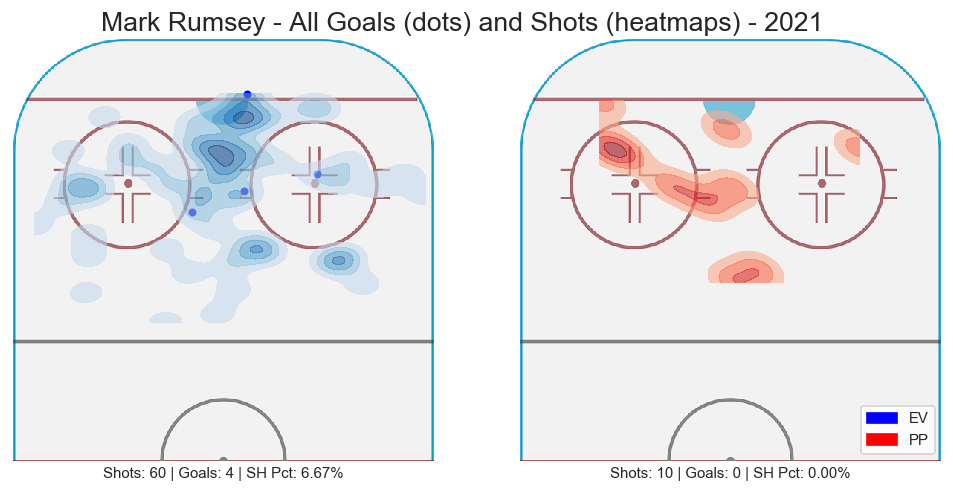 Mark Rumsey - All Goals (dots) and Shots (heatmaps) - 2021
EV
PP
Shots: 60 | Goals: 4 | SH Pct: 6.67%
Shots: 10 | Goals: 0 | SH Pct: 0.00%